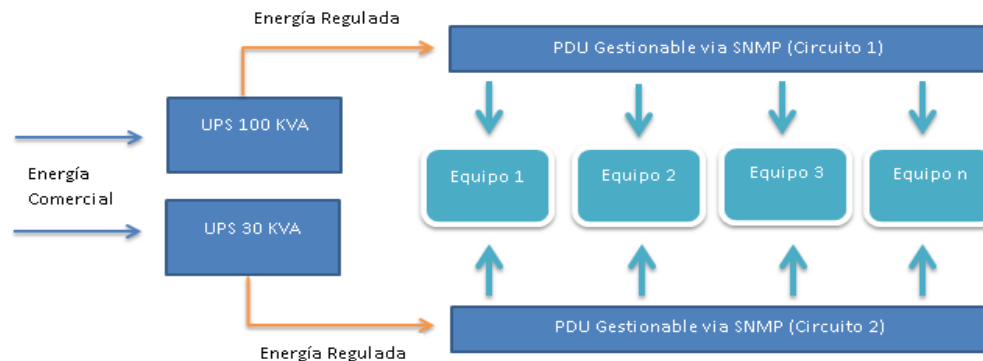 Energía Regulada
PDU Gestionable via SNMP (Circuito 1)
UPS 100 KVA
Energía
Comercial
Equipo 1
Equipo 2
Equipo 3
Equipo n
UPS 30 KVA
PDU Gestionable via SNMP (Circuito 2)
Energía Regulada